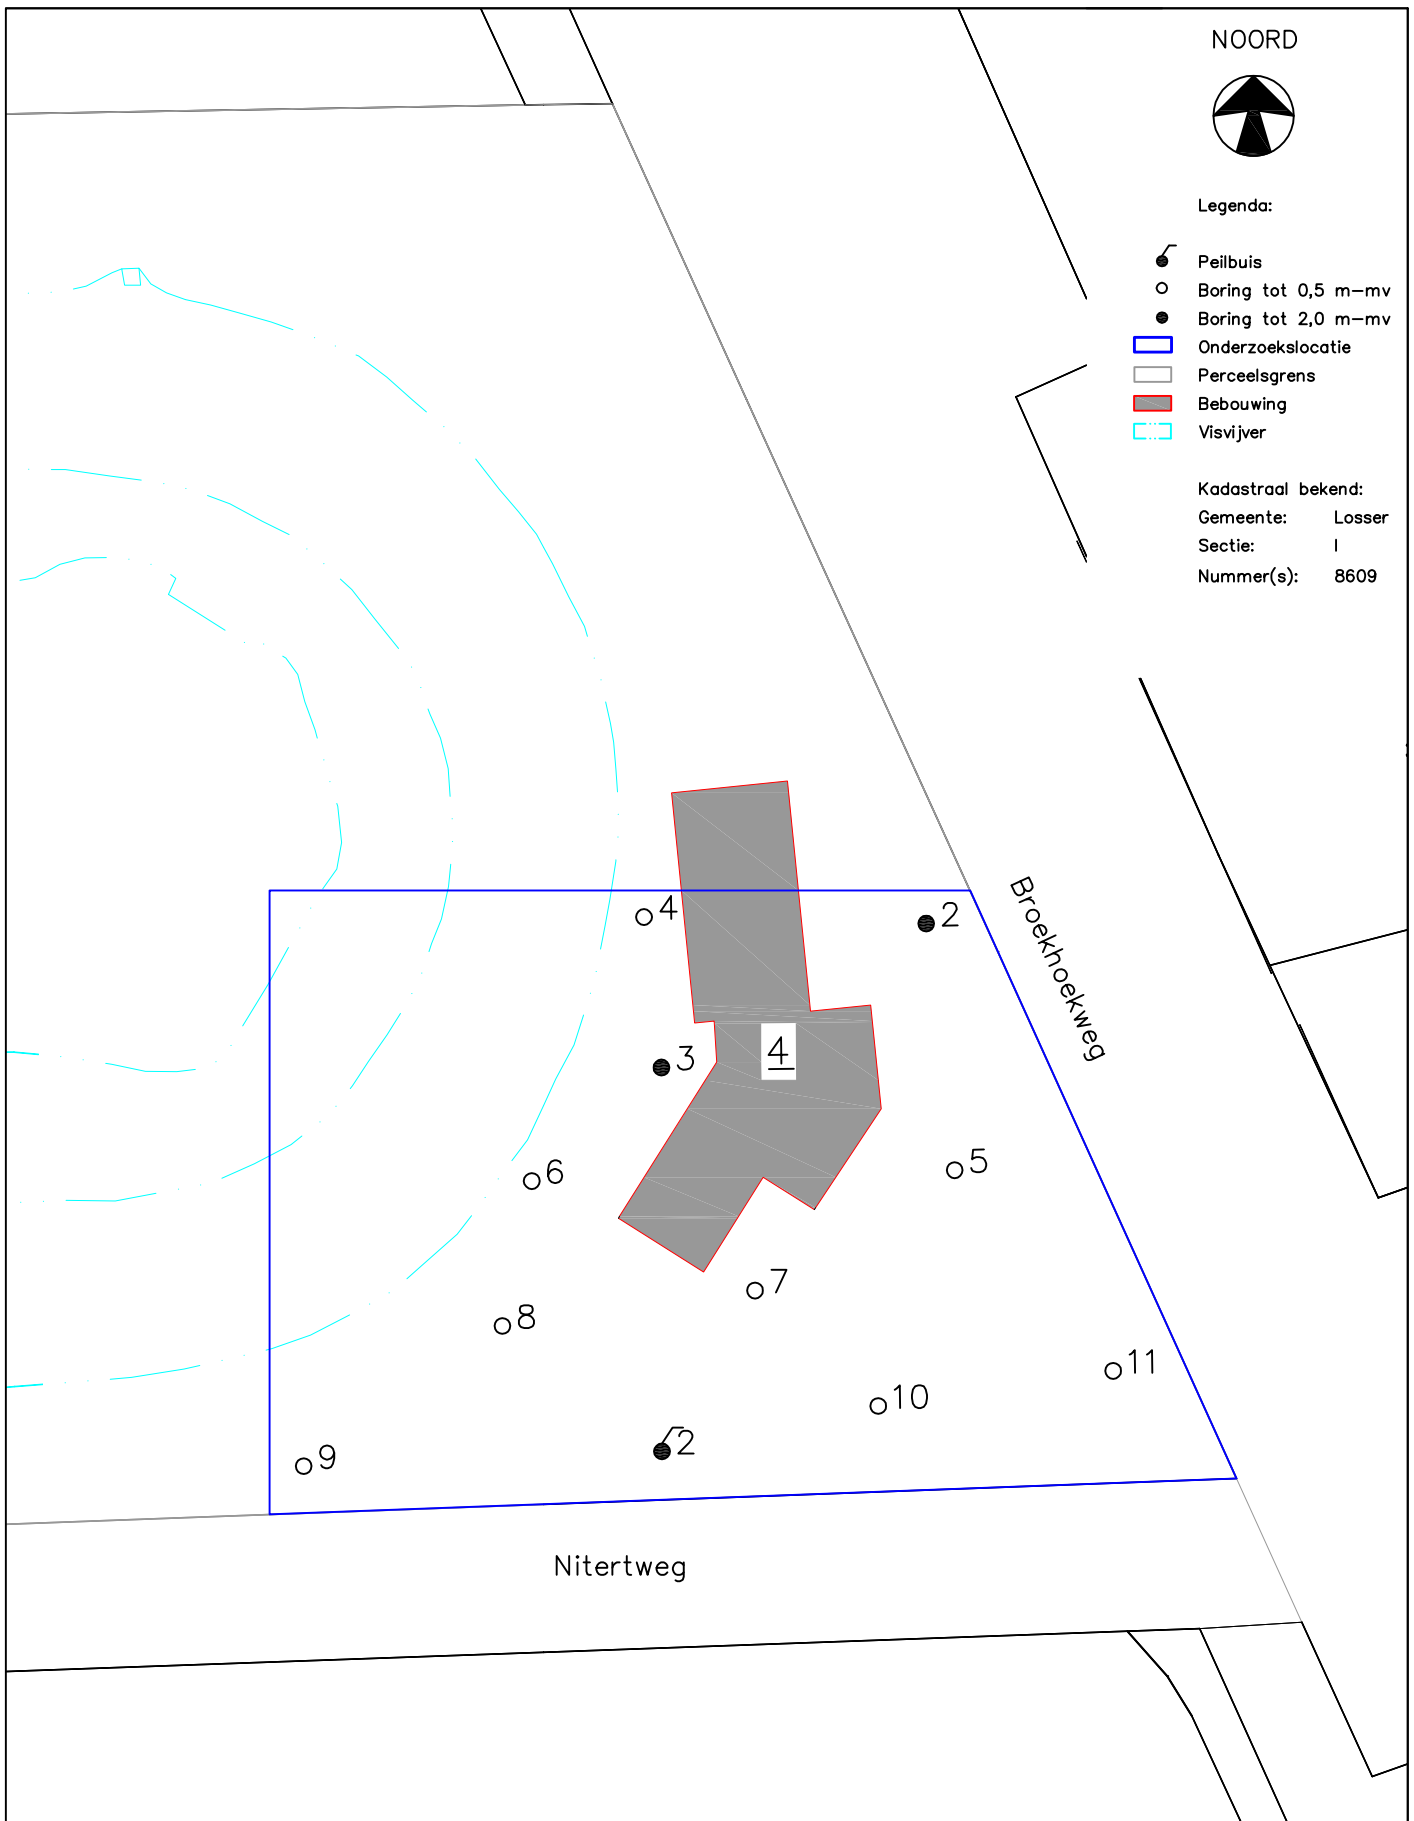 NOORD
Legenda:
Peilbuis
Boring tot 0,5 m-mv
Boring tot 2,0 m-mv
Onderzoekslocatie
Perceelsgrens
Bebouwing
Visvijver
Kadastraal bekend:
Gemeente: Losser
Sectie: I
Nummer(s): 8609
4
2
Broekhoekweg
3
4
6
5
7
8
11
10
9
2
Nitertweg